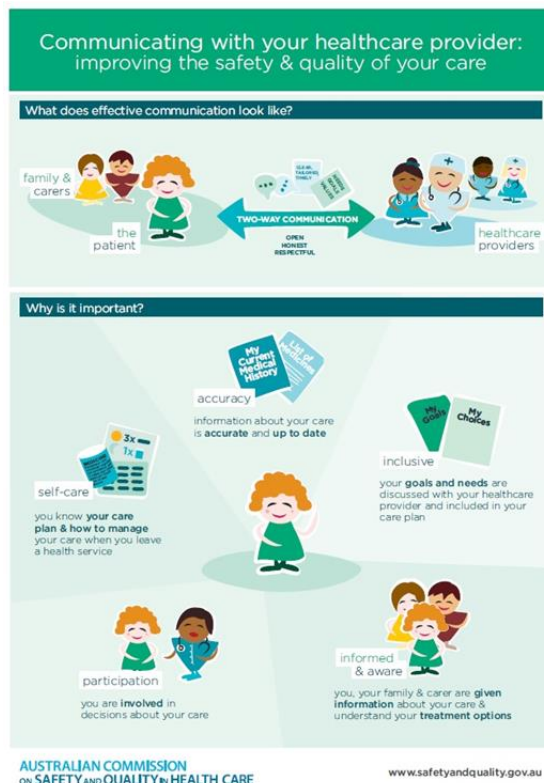 Communicating with your healthcare provider:
improving the safety & quality of your care
What does effective communication look like?
family &
carers
the
patient
CLEAR,
TAILORED,
TIMELY
NEEDS
GOALS
VALUES
TWO-WAY COMMUNICATION
OPEN
HONEST
RESPECTFUL
healthcare
providers
Why is it important?
My
Current
Medical
History
List of
Medicines
accuracy
information about your care
is accurate and up to date
3x
1x
self-care
you know your care
plan & how to manage
your care when you leave
a health service
My
Goals
My
Choices
inclusive
your goals and needs are
discussed with your healthcare
provider and included in your
care plan
participation
you are involved in
decisions about your care
informed
& aware
you, your family & carer are given
information about your care &
understand your treatment options
AUSTRALIAN COMMISSION
ON SAFETY AND QUALITY IN HEALTH CARE
www.safetyandquality.gov.au